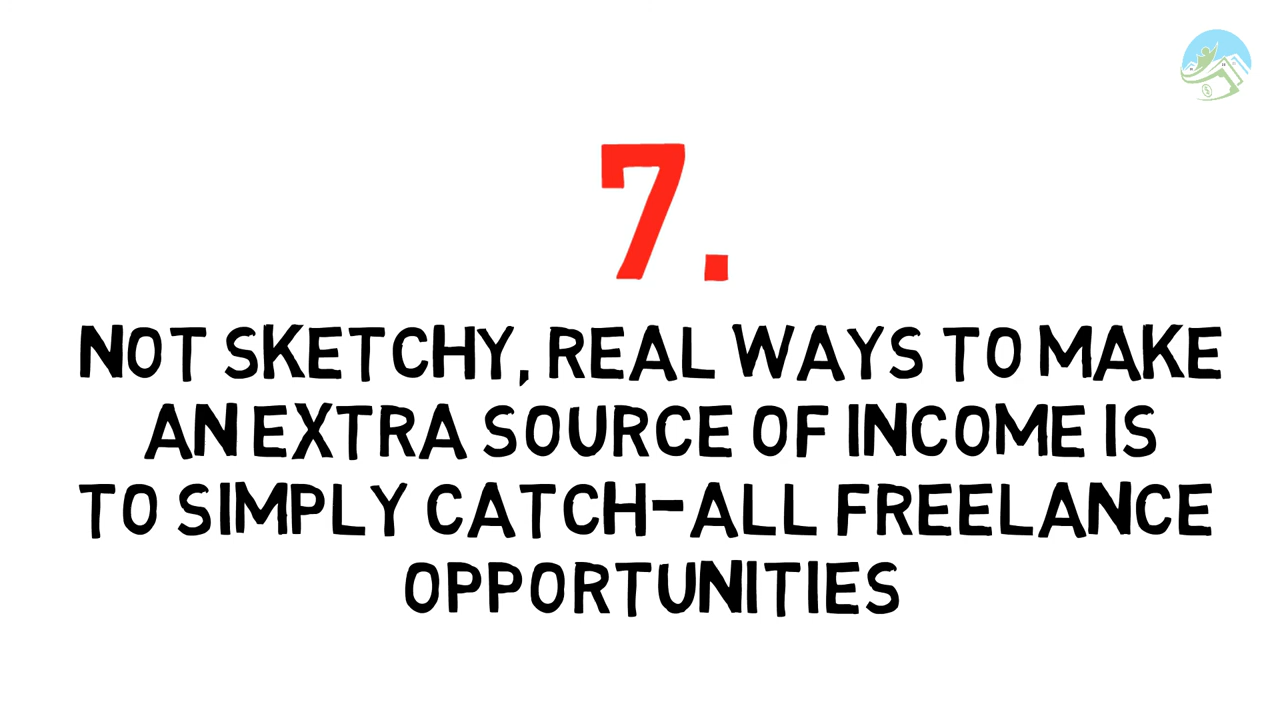 7.
NOT SKETCHY, REAL WAYS TO MAKE
AN EXTRA SOURCE OF INCOME IS
TO SIMPLY CATCH-ALL FREELANCE
OPPORTUNITIES